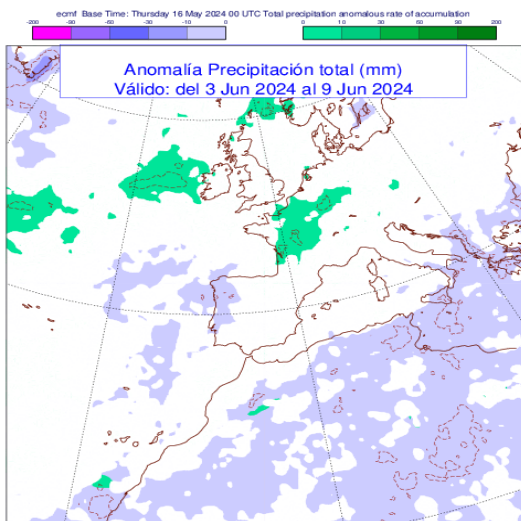 ecmf Base Time: Thursday 16 May 2024 00 UTC Total precipitation anomalous rate of accumulation
-200 -90 -60 -30 -10 0 0 10 30 60 90 200
Anomalía Precipitación total (mm)
Válido: del 3 Jun 2024 al 9 Jun 2024